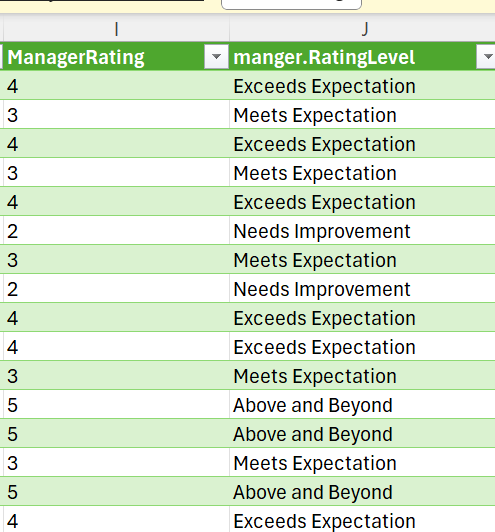 I J
ManagerRating manger.RatingLevel
4 Exceeds Expectation
3 Meets Expectation
4 Exceeds Expectation
3 Meets Expectation
4 Exceeds Expectation
2 Needs Improvement
3 Meets Expectation
2 Needs Improvement
4 Exceeds Expectation
4 Exceeds Expectation
3 Meets Expectation
5 Above and Beyond
5 Above and Beyond
3 Meets Expectation
5 Above and Beyond
4 Exceeds Expectation